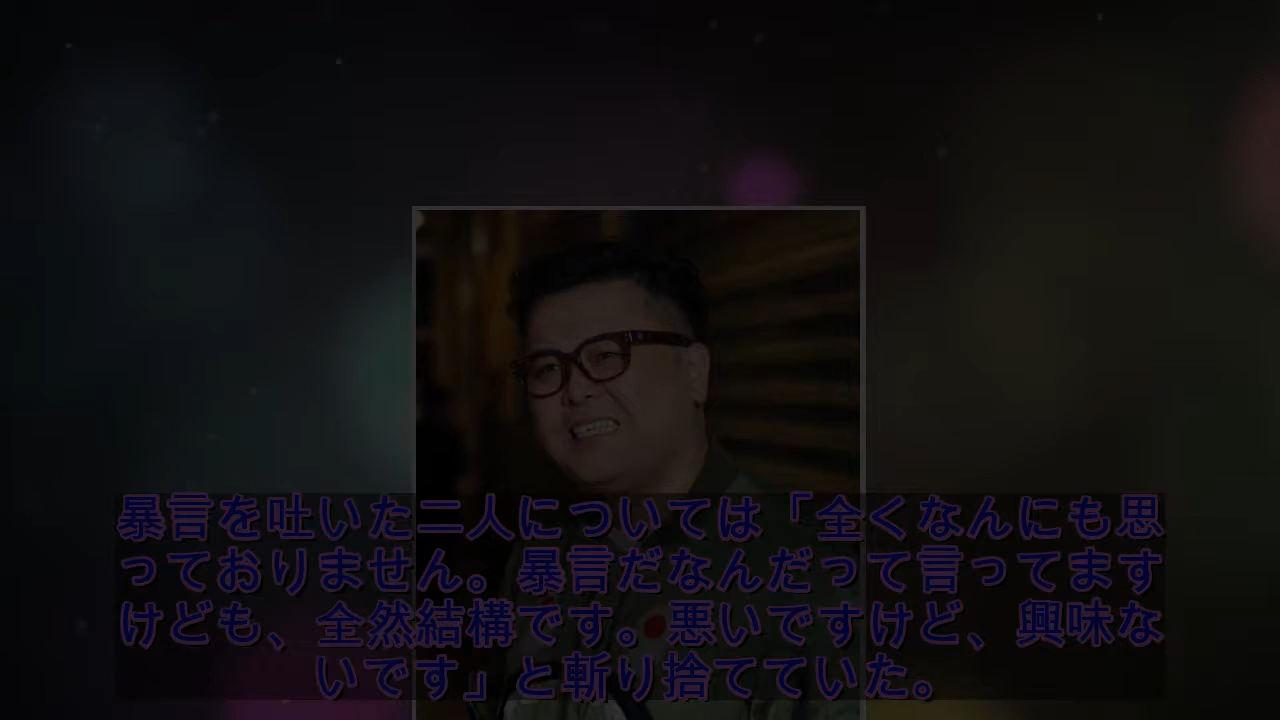 暴言を吐いた二人については「全くなんにも思
っておりません。暴言だなんだって言ってます
けども、全然結構です。悪いですけど、興味な
いです」と斬り捨てていた。